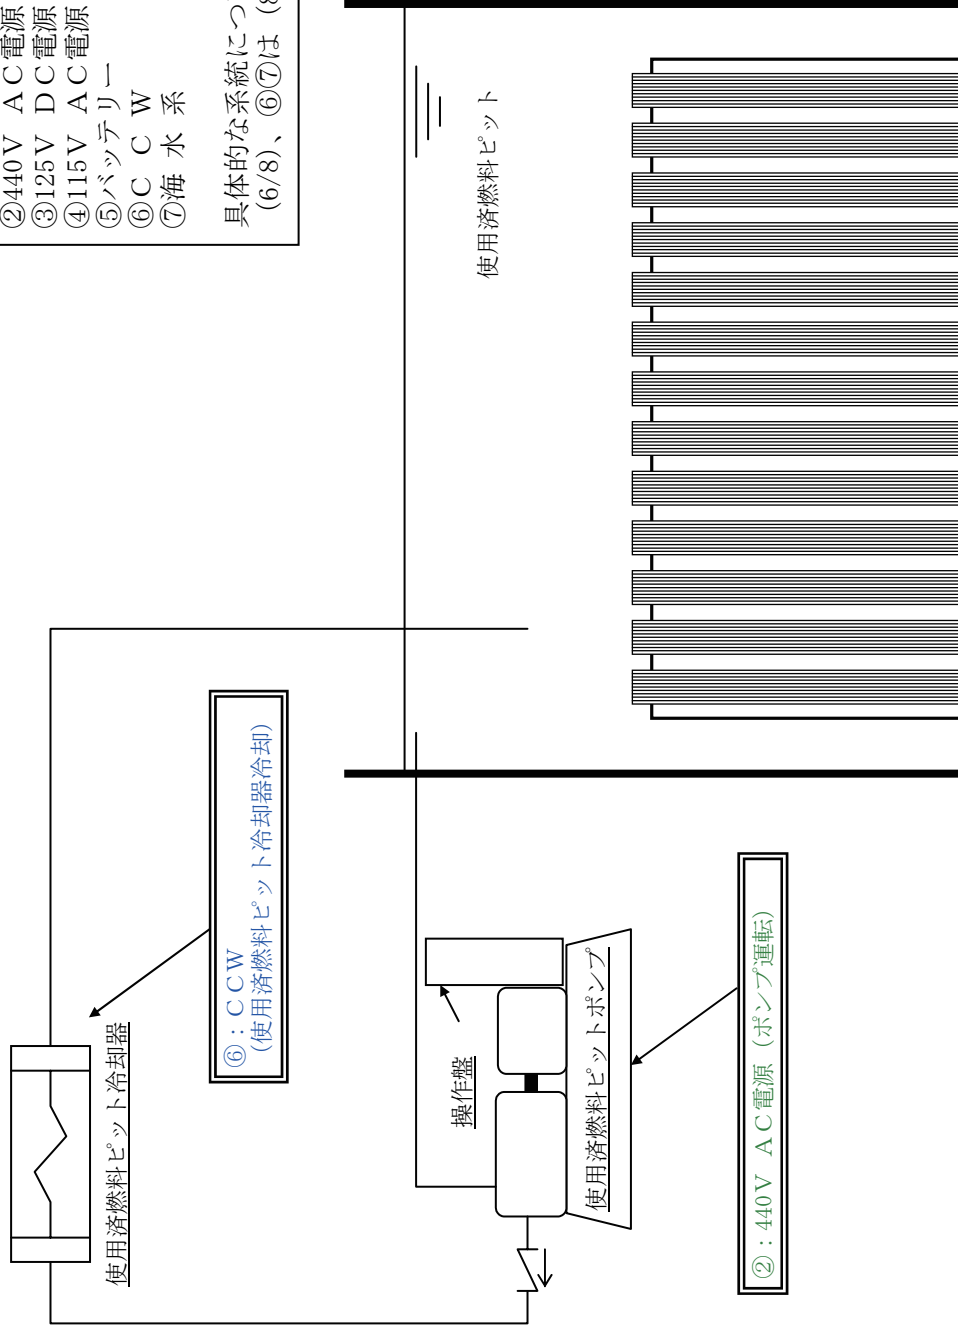 ②440V AC電源
③125V DC電源
④115V AC電源
⑤バッテリー
⑥C C W
⑦海 水 系
具体的な系統につ
(6/8)、⑥⑦は (8
使用済燃料ピット
⑥：CCW
(使用済燃料ピット冷却器冷却)
使用済燃料ピット冷却器
操作盤
使用済燃料ピットポンプ
②：440V AC電源 (ポンプ運転)